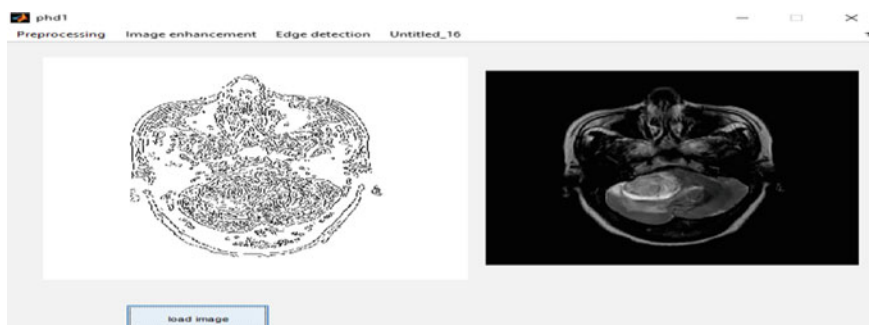 phd1
Preprocessing Image enhancement Edge detection Untitled_16
load image